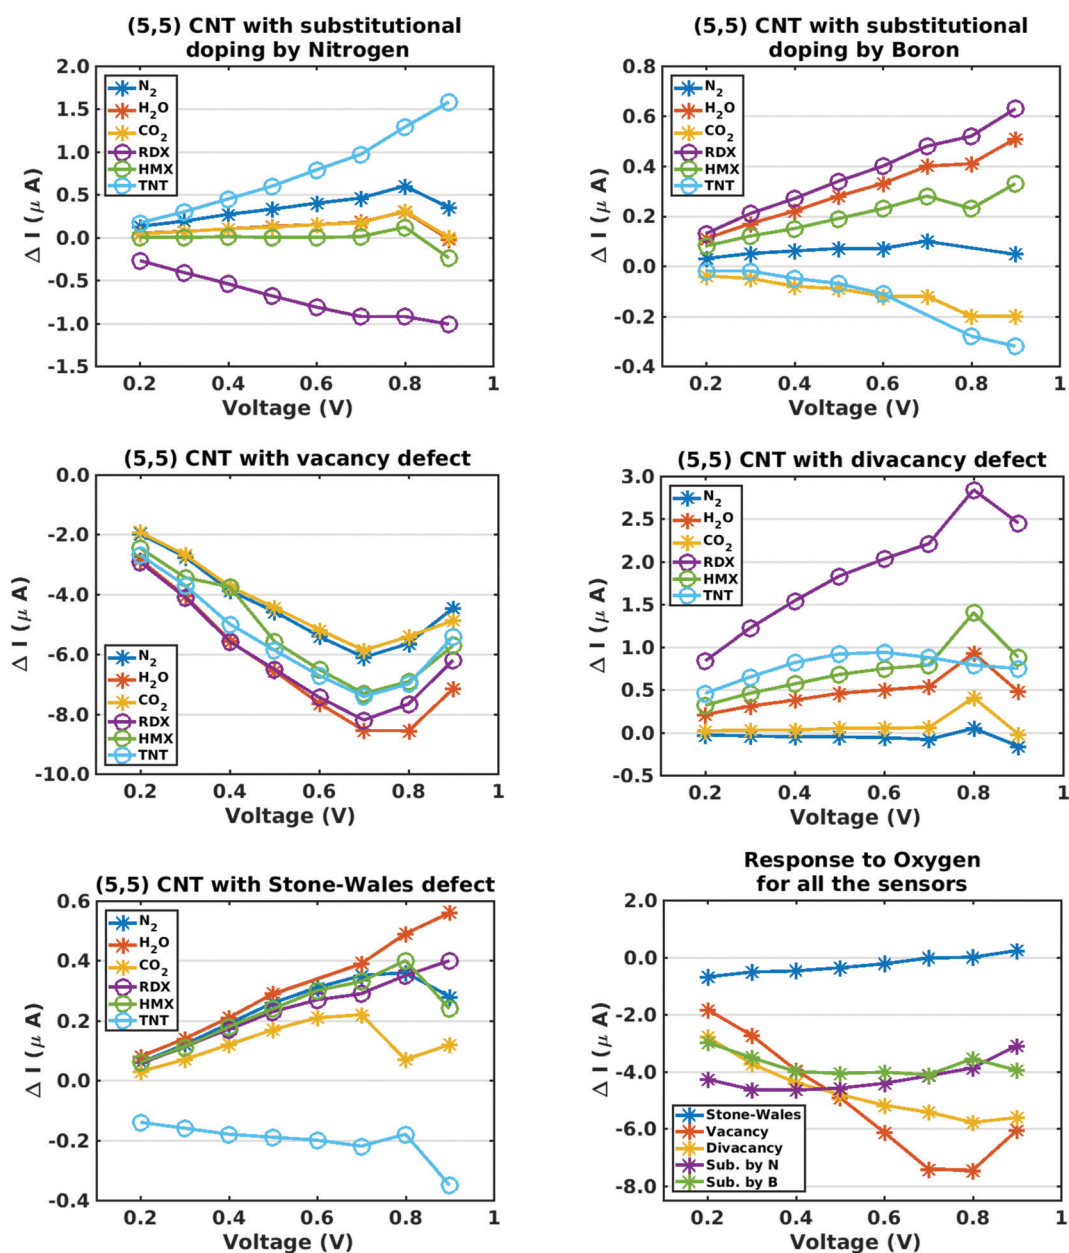 (5,5) CNT with substitutional
doping by Nitrogen
2.0
1.5
1.0
0.5
0.0
-0.5
-1.0
-1.5
Δ I (μ A)
N2
H2O
CO2
RDX
HMX
TNT
0.2 0.4 0.6 0.8 1
Voltage (V)
(5,5) CNT with substitutional
doping by Boron
0.8
0.6
0.4
0.2
0.0
-0.2
-0.4
Δ I (μ A)
N2
H2O
CO2
RDX
HMX
TNT
0.2 0.4 0.6 0.8 1
Voltage (V)
(5,5) CNT with vacancy defect
0.0
-2.0
-4.0
-6.0
-8.0
-10.0
Δ I (μ A)
N2
H2O
CO2
RDX
HMX
TNT
0.2 0.4 0.6 0.8 1
Voltage (V)
(5,5) CNT with divacancy defect
3.0
2.5
2.0
1.5
1.0
0.5
0.0
-0.5
Δ I (μ A)
N2
H2O
CO2
RDX
HMX
TNT
0.2 0.4 0.6 0.8 1
Voltage (V)
(5,5) CNT with Stone-Wales defect
0.6
0.4
0.2
0.0
-0.2
-0.4
Δ I (μ A)
N2
H2O
CO2
RDX
HMX
TNT
0.2 0.4 0.6 0.8 1
Voltage (V)
Response to Oxygen
for all the sensors
2.0
0.0
-2.0
-4.0
-6.0
-8.0
Δ I (μ A)
Stone-Wales
Vacancy
Divacancy
Sub. by N
Sub. by B
0.2 0.4 0.6 0.8 1
Voltage (V)